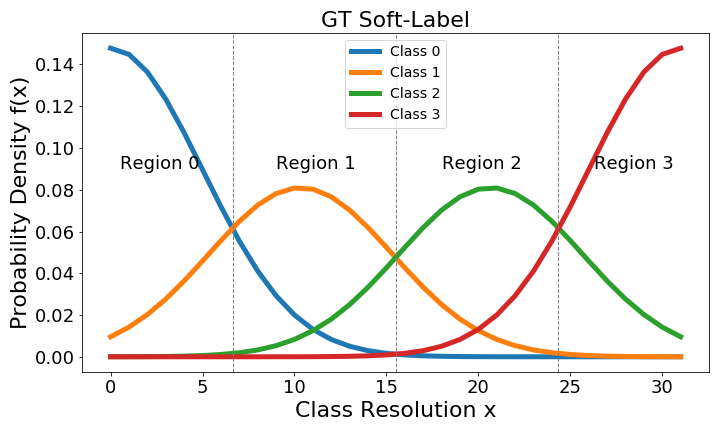 GT Soft-Label
Probability Density f(x)
0.14
0.12
0.10
0.08
0.06
0.04
0.02
0.00
Class 0
Class 1
Class 2
Class 3
Region 0
Region 1
Region 2
Region 3
0
5
10
15
20
25
30
Class Resolution x